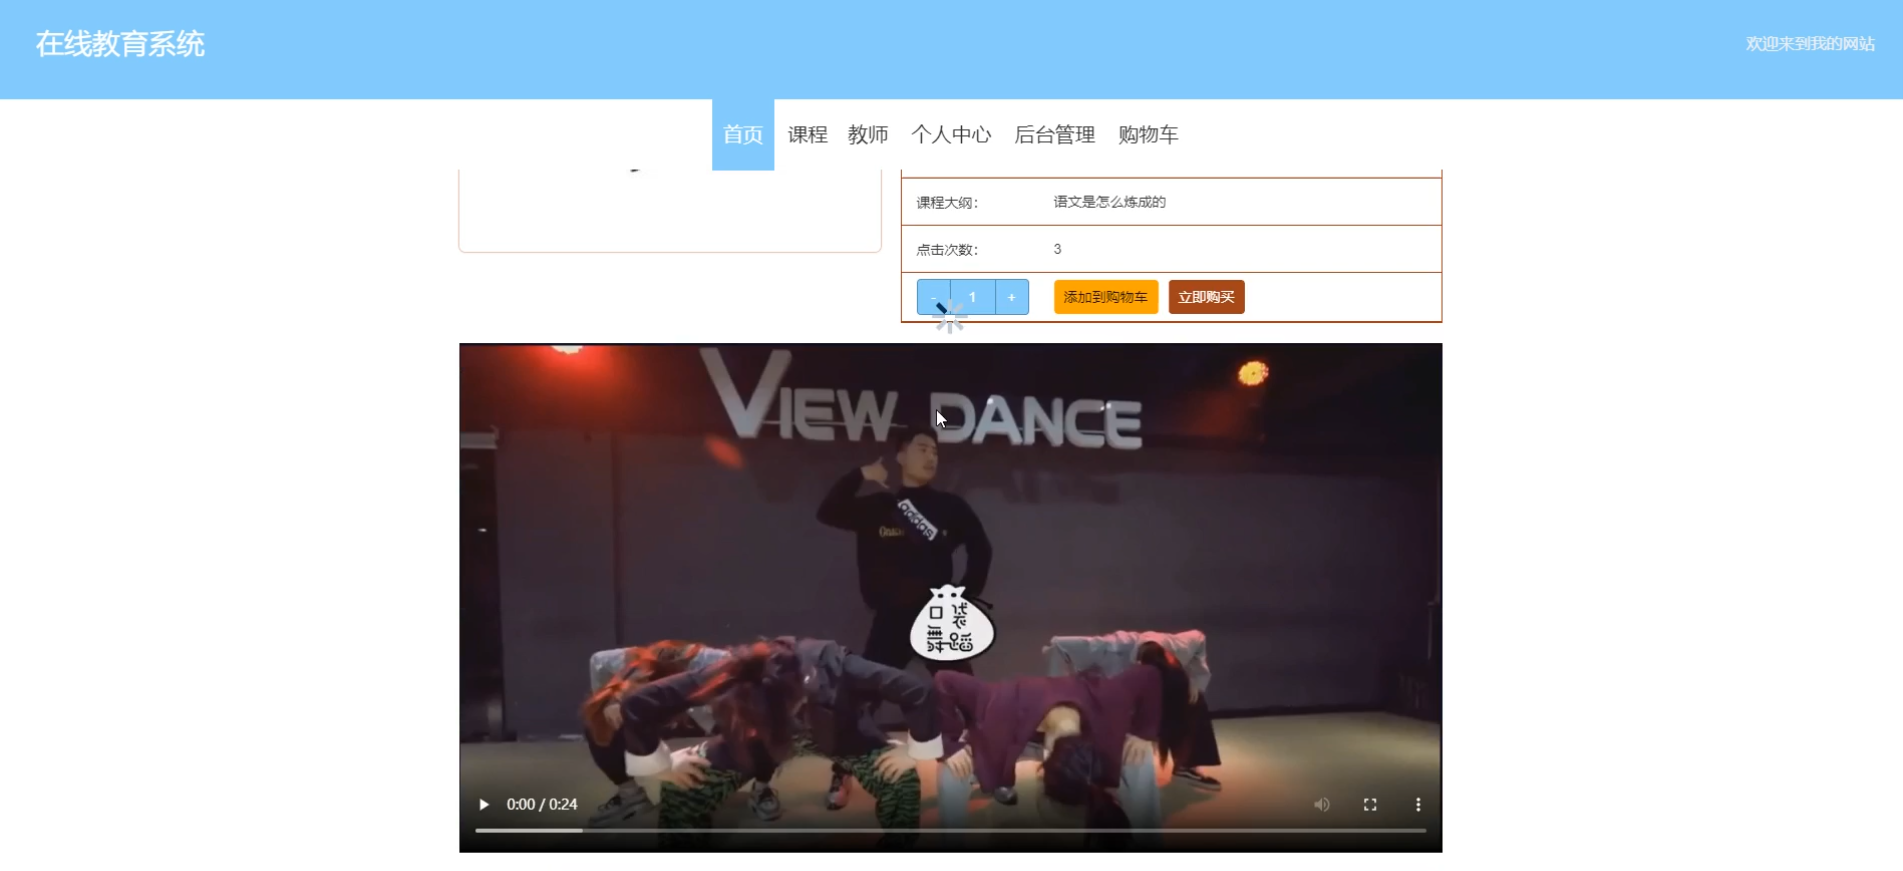 在线教育系统
欢迎来到我的网站
首页 课程 教师 个人中心 后台管理 购物车
课程大纲: 语文是怎么炼成的
点击次数: 3
- 1 + 添加到购物车 立即购买
VIEW DANCE
adidas
口袋
舞蹈
0:00 / 0:24